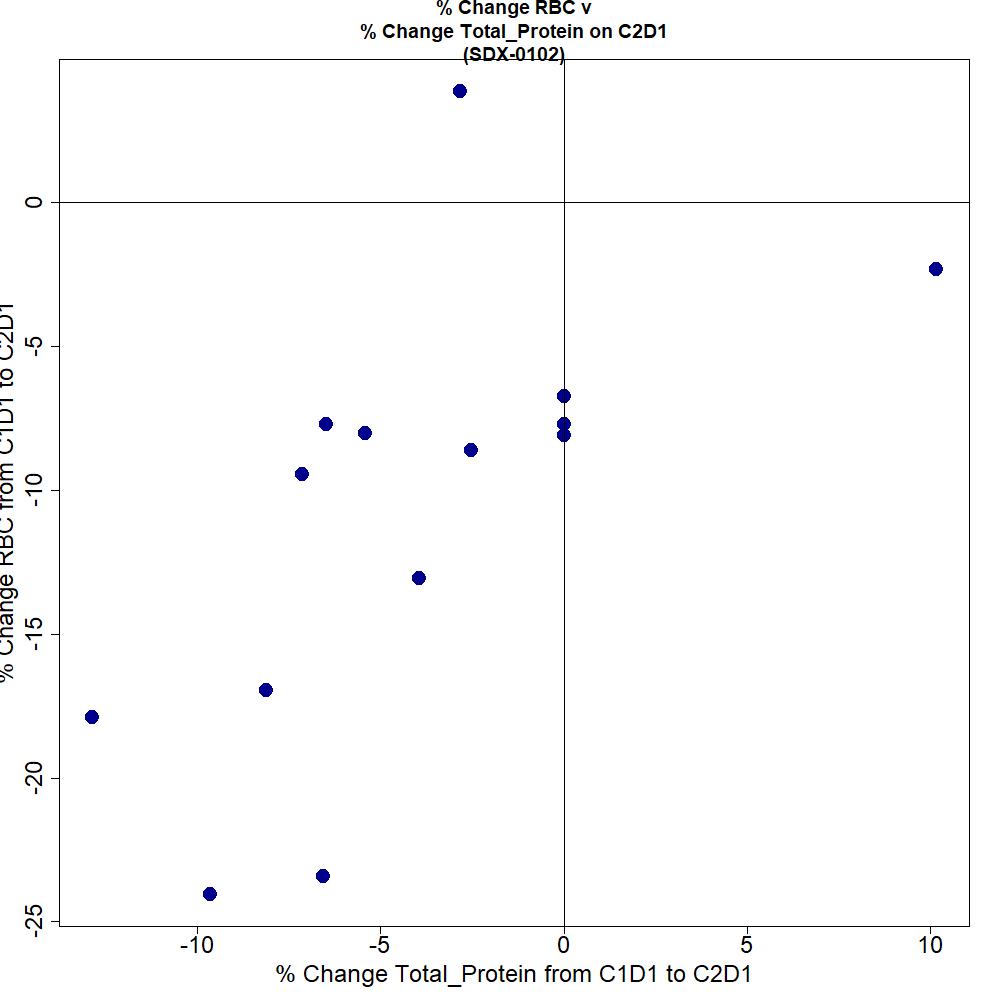 % Change RBC v
% Change Total_Protein on C2D1
(SDX-0102)
% Change RBC from C1D1 to C2D1
0
-5
-10
-15
-20
-25
-10
-5
0
5
10
% Change Total_Protein from C1D1 to C2D1